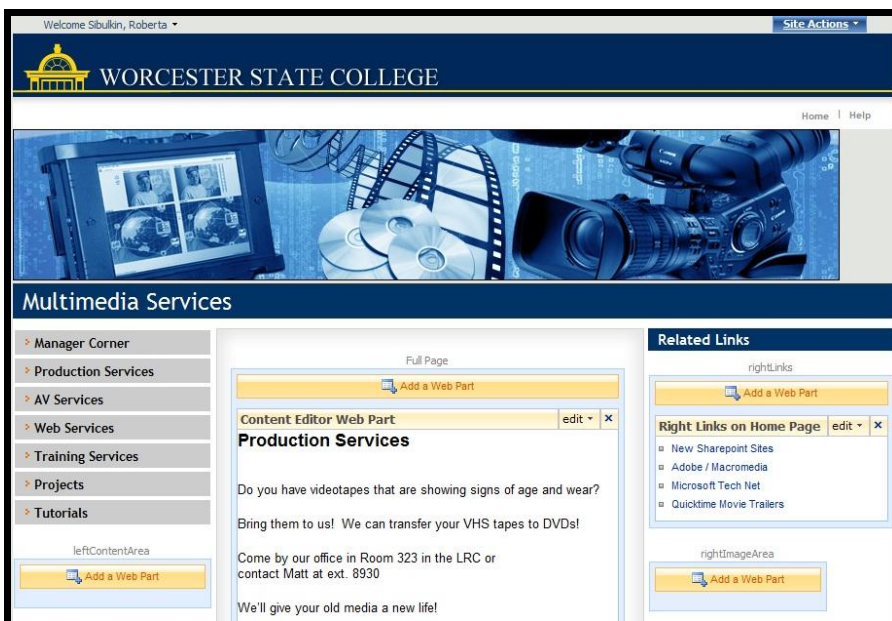 Welcome Sibulkin, Roberta
Site Actions
WORCESTER STATE COLLEGE
Home | Help
Multimedia Services
Manager Corner
Production Services
AV Services
Web Services
Training Services
Projects
Tutorials
leftContentArea
Add a Web Part
Full Page
Add a Web Part
Content Editor Web Part edit
Production Services
Do you have videotapes that are showing signs of age and wear?
Bring them to us!  We can transfer your VHS tapes to DVDs!
Come by our office in Room 323 in the LRC or
contact Matt at ext. 8930
We'll give your old media a new life!
Related Links
rightLinks
Add a Web Part
Right Links on Home Page edit
New Sharepoint Sites
Adobe / Macromedia
Microsoft Tech Net
Quicktime Movie Trailers
rightImageArea
Add a Web Part